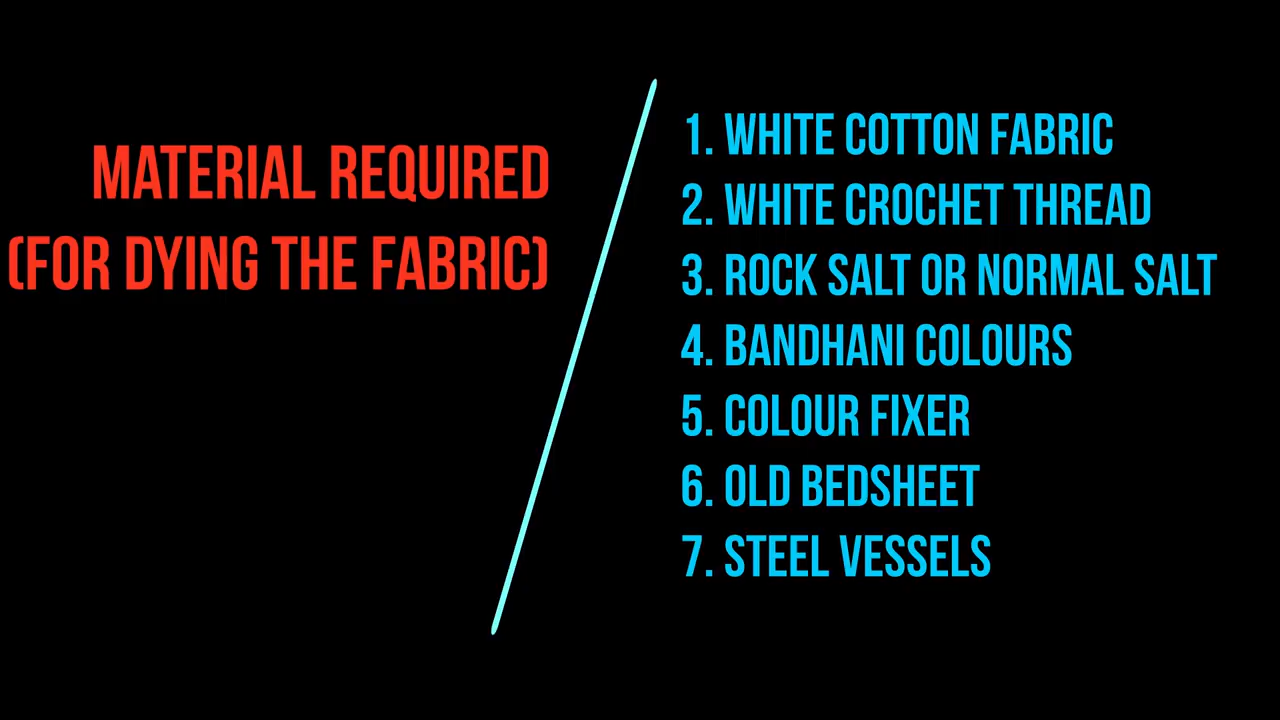 MATERIAL REQUIRED
(FOR DYING THE FABRIC)
1. WHITE COTTON FABRIC
2. WHITE CROCHET THREAD
3. ROCK SALT OR NORMAL SALT
4. BANDHANI COLOURS
5. COLOUR FIXER
6. OLD BEDSHEET
7. STEEL VESSELS